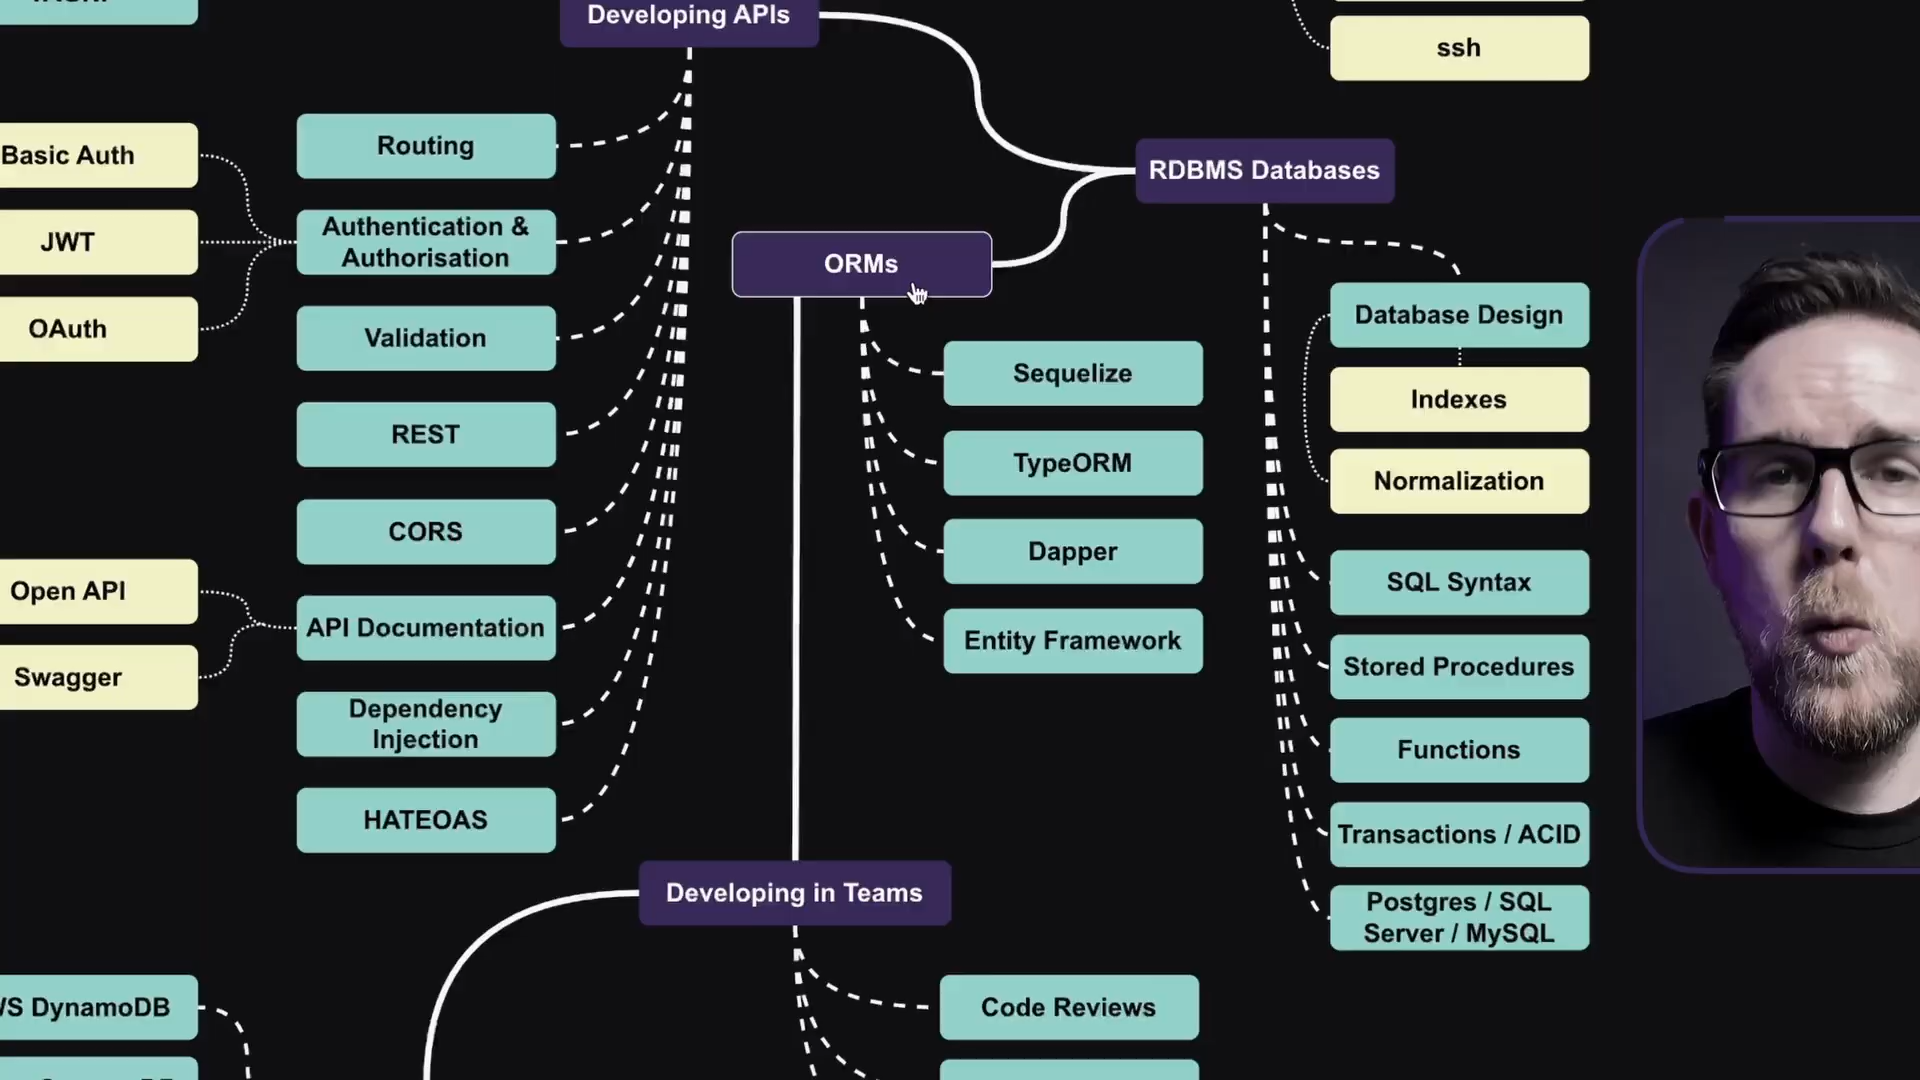 Developing APIs
ssh
Basic Auth
Routing
RDBMS Databases
JWT
Authentication &
Authorisation
ORMs
OAuth
Validation
Database Design
Sequelize
Indexes
REST
TypeORM
Normalization
CORS
Dapper
Open API
API Documentation
Entity Framework
SQL Syntax
Swagger
Stored Procedures
Dependency
Injection
Functions
HATEOAS
Transactions / ACID
Developing in Teams
Postgres / SQL
Server / MySQL
DynamoDB
Code Reviews